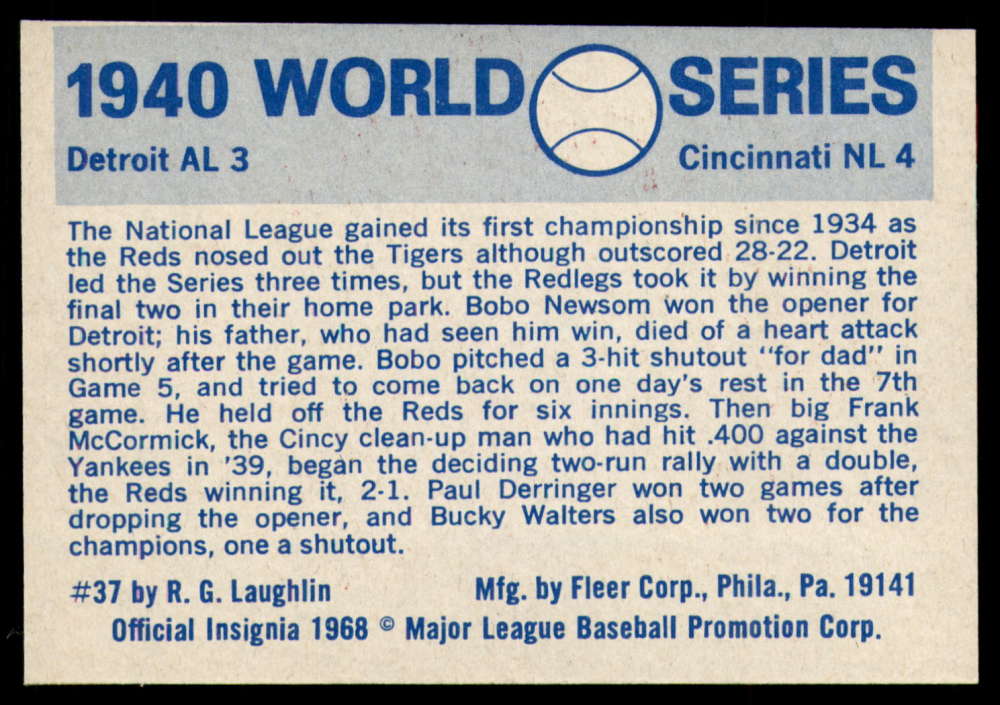 1940 WORLD SERIES
Detroit AL 3 Cincinnati NL 4
The National League gained its first championship since 1934 as
the Reds nosed out the Tigers although outscored 28-22. Detroit
led the Series three times, but the Redlegs took it by winning the
final two in their home park. Bobo Newsom won the opener for
Detroit; his father, who had seen him win, died of a heart attack
shortly after the game. Bobo pitched a 3-hit shutout "for dad" in
Game 5, and tried to come back on one day's rest in the 7th
game. He held off the Reds for six innings. Then big Frank
McCormick, the Cincy clean-up man who had hit .400 against the
Yankees in '39, began the deciding two-run rally with a double,
the Reds winning it, 2-1. Paul Derringer won two games after
dropping the opener, and Bucky Walters also won two for the
champions, one a shutout.
#37 by R. G. Laughlin Mfg. by Fleer Corp., Phila., Pa. 19141
Official Insignia 1968 © Major League Baseball Promotion Corp.